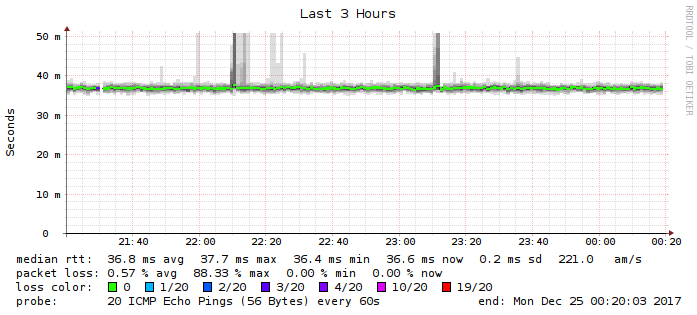 Last 3 Hours
RRDTOOL / TOBI OETIKER
Seconds
50 m
40 m
30 m
20 m
10 m
0
21:40 22:00 22:20 22:40 23:00 23:20 23:40 00:00 00:20
median rtt: 36.8 ms avg 37.7 ms max 36.4 ms min 36.6 ms now 0.2 ms sd 221.0 am/s
packet loss: 0.57 % avg 88.33 % max 0.00 % min 0.00 % now
loss color: 0 1/20 2/20 3/20 4/20 10/20 19/20
probe: 20 ICMP Echo Pings (56 Bytes) every 60s end: Mon Dec 25 00:20:03 2017